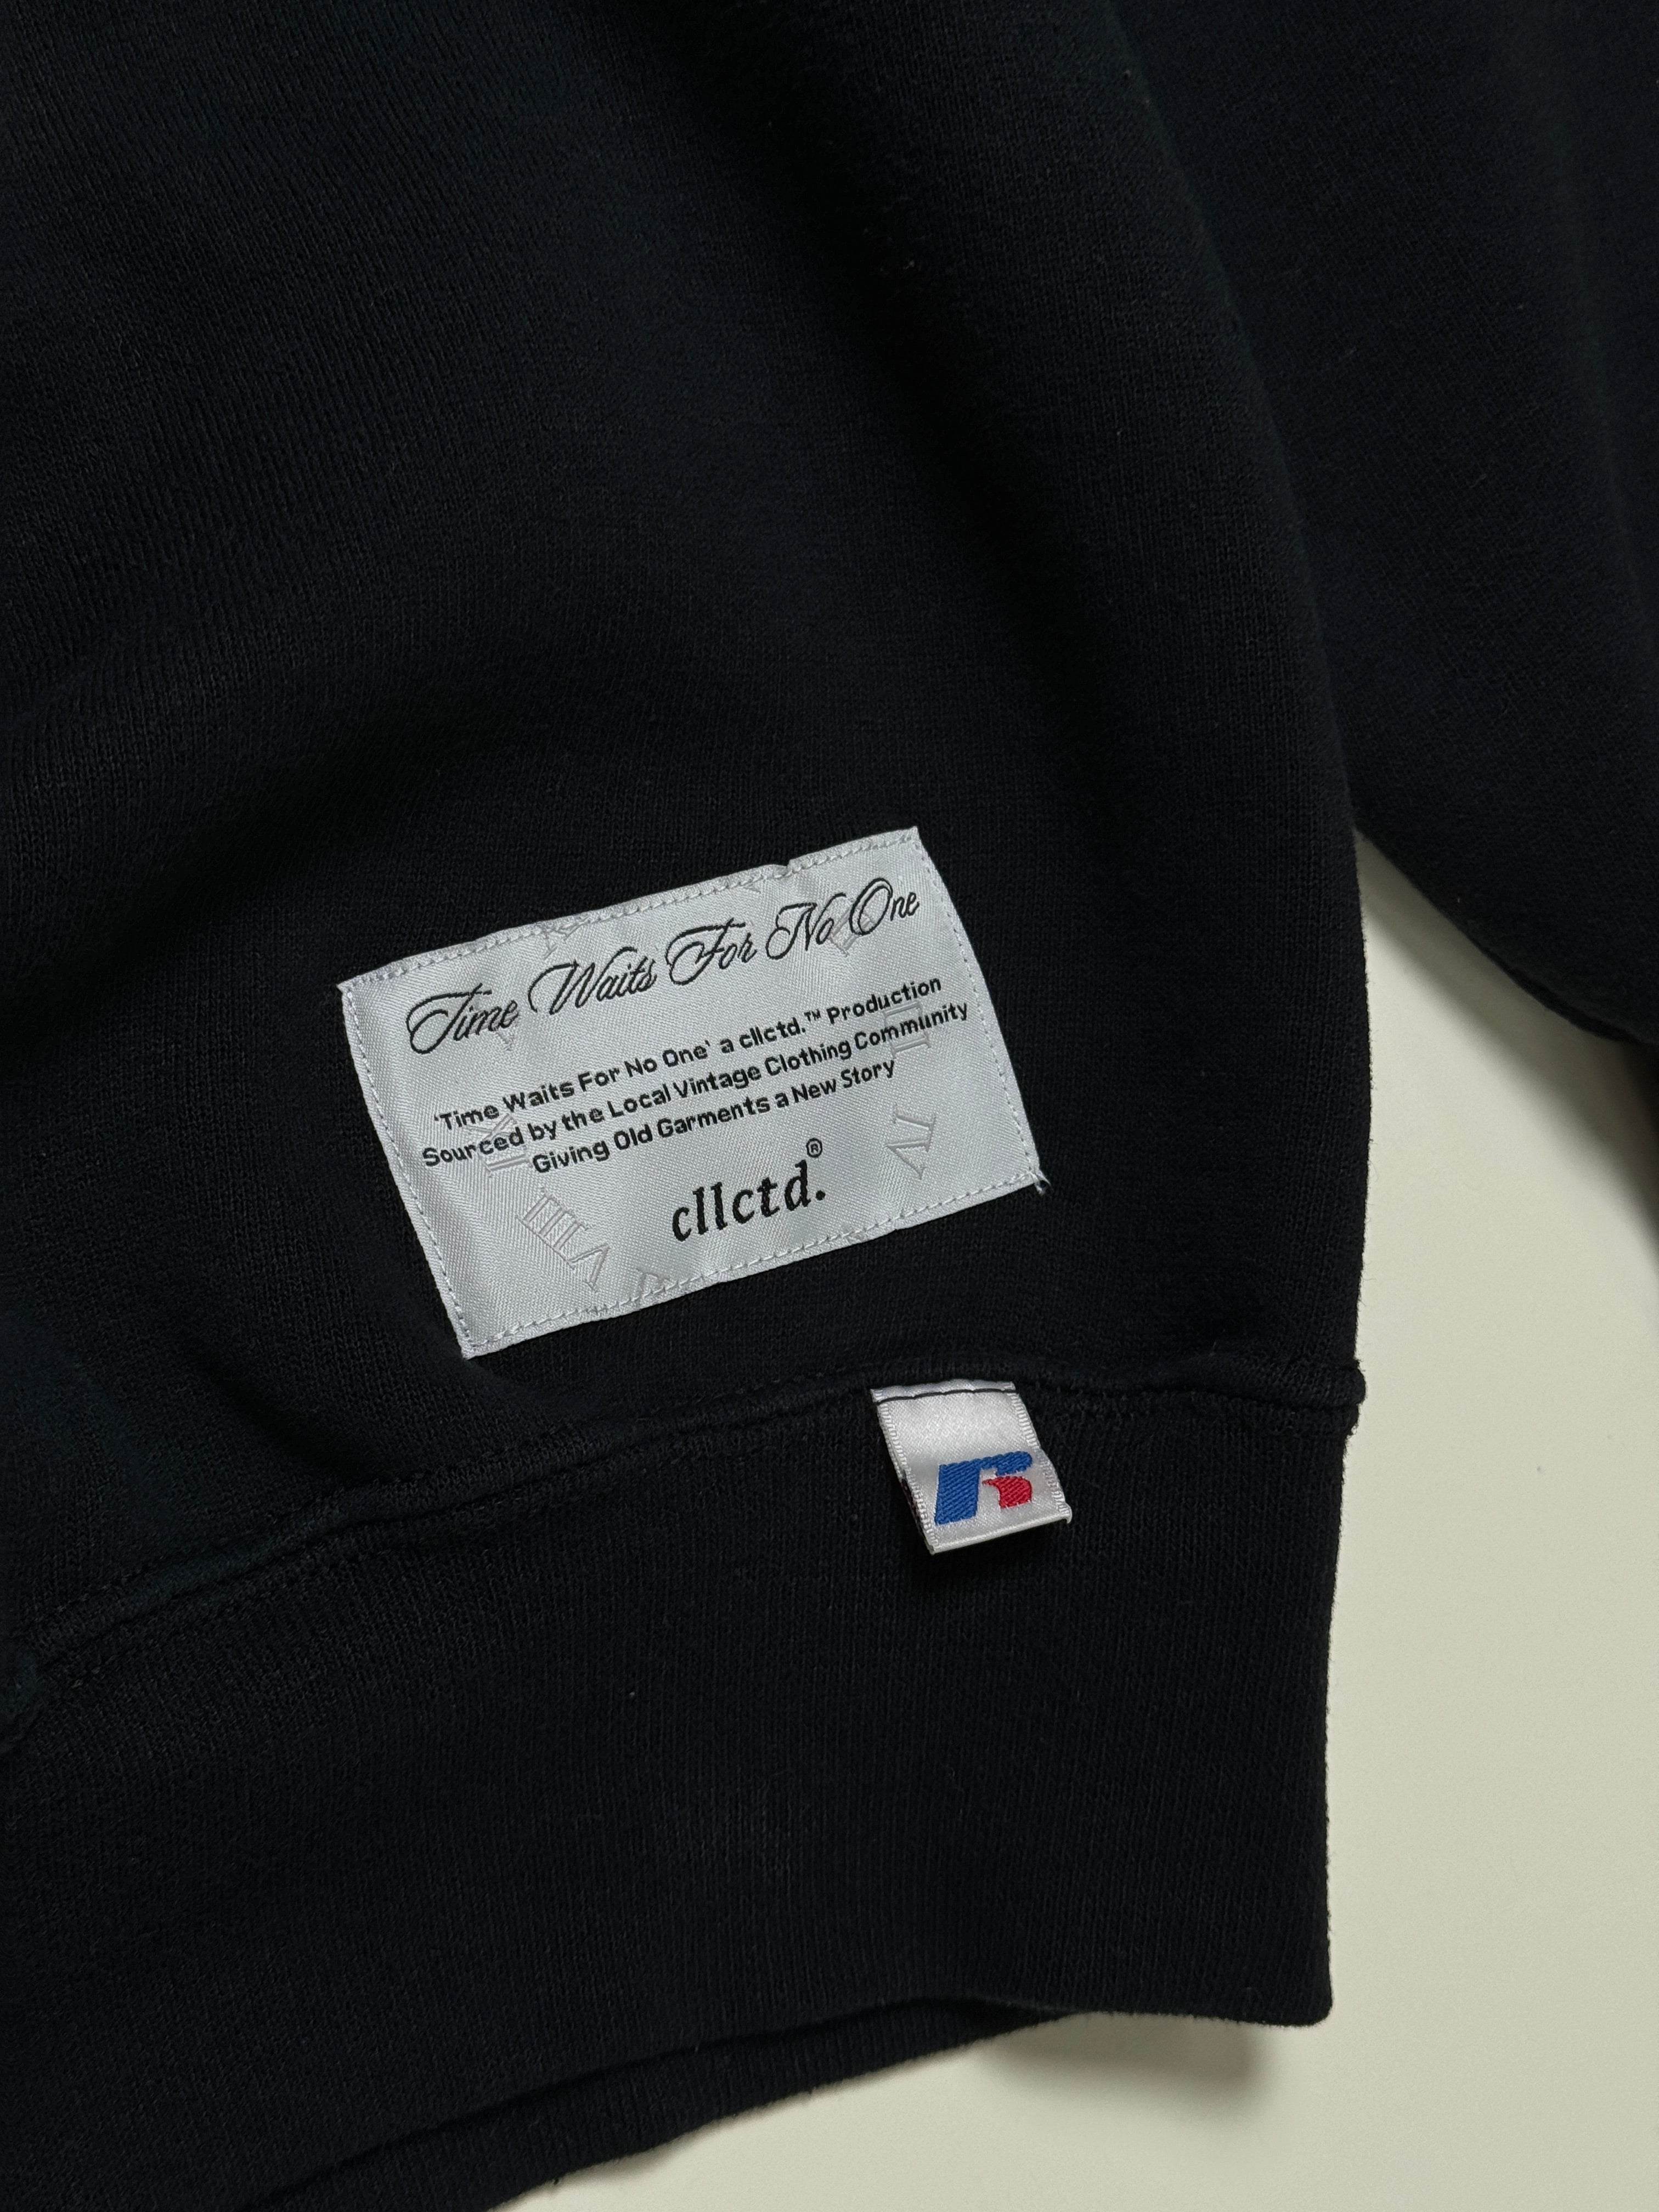 Time Waits For No One
'Time Waits For No One' a cllctd.™ Production
Sourced by the Local Vintage Clothing Community
Giving Old Garments a New Story
cllctd.®
R